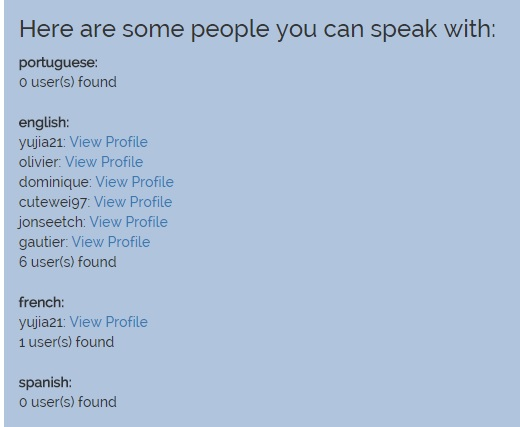 Here are some people you can speak with:
portuguese:
0 user(s) found
english:
yujia21: View Profile
olivier: View Profile
dominique: View Profile
cutewei97: View Profile
jonseetch: View Profile
gautier: View Profile
6 user(s) found
french:
yujia21: View Profile
1 user(s) found
spanish:
0 user(s) found